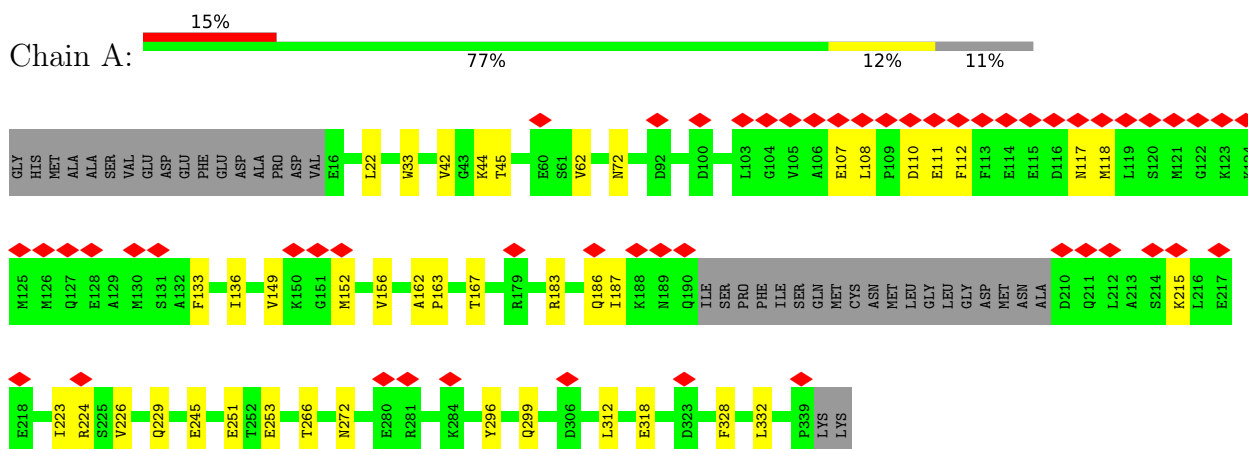 15%
Chain A:
77% 12% 11%
GLY HIS MET ALA ALA SER VAL GLU ASP GLU PHE GLU ASP ALA PRO ASP VAL E16 L22 W33 V42 G43 K44 T45 E60 S61 V62 N72 D92 D100 L103 G104 V105 A106 E107 L108 P109 D110 E111 F112 F113 E114 E115 D116 N117 M118 L119 S120 M121 G122 K123 K124
M125 M126 Q127 E128 A129 M130 S131 A132 F133 I136 V149 K150 G151 M152 V156 A162 P163 T167 R179 R183 Q186 I187 K188 N189 Q190 ILE SER PRO PHE ILE SER GLN MET CYS ASN MET LEU GLY LEU GLY ASP MET ASN ALA D210 Q211 L212 A213 S214 K215 L216 E217
E218 I223 R224 S225 V226 Q229 E245 E251 T252 E253 T266 N272 E280 R281 K284 Y296 Q299 D306 L312 E318 D323 F328 L332 P339 LYS LYS